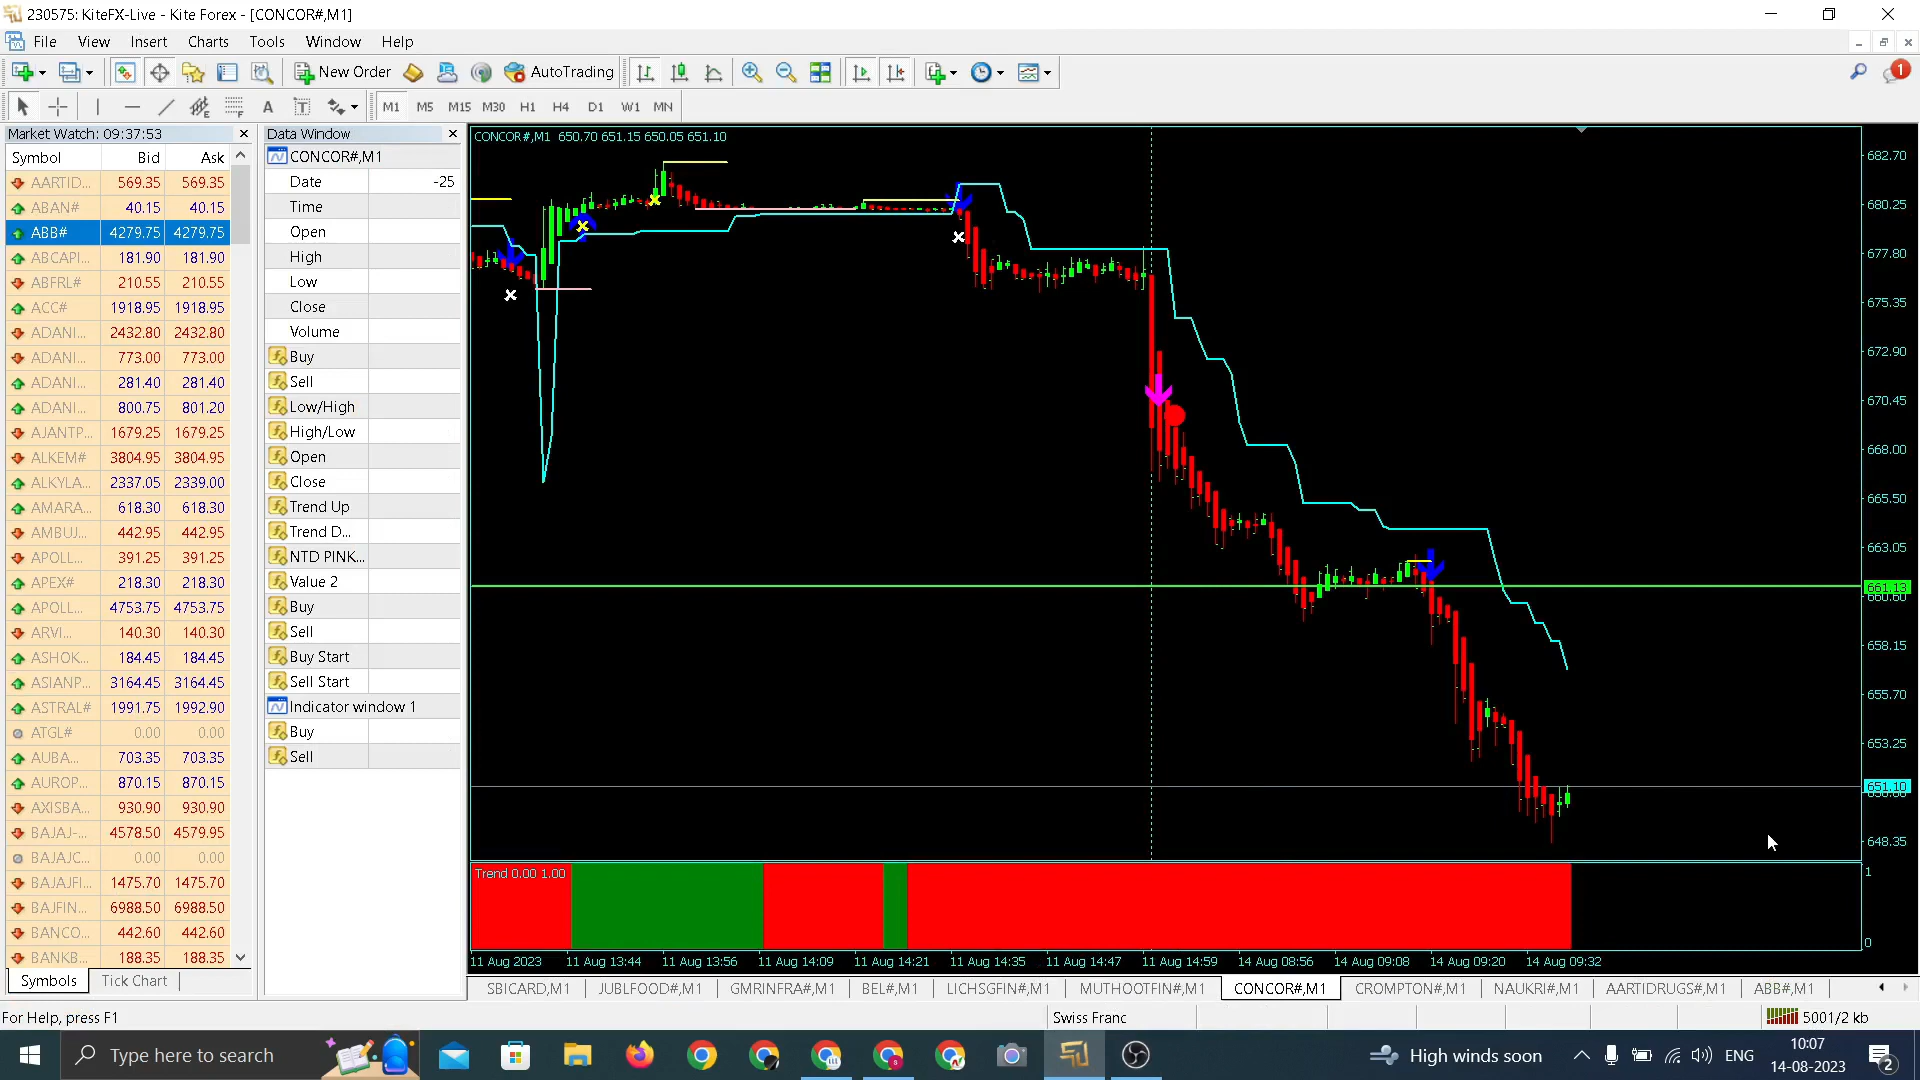 230575: KiteFX-Live - Kite Forex - [CONCOR#,M1]
File View Insert Charts Tools Window Help
New Order AutoTrading 1
A T M1 M5 M15 M30 H1 H4 D1 W1 MN
Market Watch: 09:37:53
Symbol Bid Ask
AARTID... 569.35 569.35
ABAN# 40.15 40.15
ABB# 4279.75 4279.75
ABCAPI... 181.90 181.90
ABFRL# 210.55 210.55
ACC# 1918.95 1918.95
ADANI... 2432.80 2432.80
ADANI... 773.00 773.00
ADANI... 281.40 281.40
ADANI... 800.75 801.20
AJANTP... 1679.25 1679.25
ALKEM# 3804.95 3804.95
ALKYLA... 2337.05 2339.00
AMARA... 618.30 618.30
AMBUJ... 442.95 442.95
APOLL... 391.25 391.25
APEX# 218.30 218.30
APOLL... 4753.75 4753.75
ARVI... 140.30 140.30
ASHOK... 184.45 184.45
ASIANP... 3164.45 3164.45
ASTRAL# 1991.75 1992.90
ATGL# 0.00 0.00
AUBA... 703.35 703.35
AUROP... 870.15 870.15
AXISBA... 930.90 930.90
BAJAJ-... 4578.50 4579.95
BAJAJC... 0.00 0.00
BAJAJFI... 1475.70 1475.70
BAJFIN... 6988.50 6988.50
BANCO... 442.60 442.60
BANKB... 188.35 188.35
Symbols Tick Chart
Data Window
CONCOR#,M1
Date -25
Time
Open
High
Low
Close
Volume
Buy
Sell
Low/High
High/Low
Open
Close
Trend Up
Trend D...
NTD PINK...
Value 2
Buy
Sell
Buy Start
Sell Start
Indicator window 1
Buy
Sell
CONCOR#,M1 650.70 651.15 650.05 651.10
682.70
680.25
677.80
675.35
672.90
670.45
668.00
665.50
663.05
661.13
660.60
658.15
655.70
653.25
651.10
648.35
Trend 0.00 1.00
1
0
11 Aug 2023 11 Aug 13:44 11 Aug 13:56 11 Aug 14:09 11 Aug 14:21 11 Aug 14:35 11 Aug 14:47 11 Aug 14:59 14 Aug 08:56 14 Aug 09:08 14 Aug 09:20 14 Aug 09:32
SBICARD,M1 JUBLFOOD#,M1 GMRINFRA#,M1 BEL#,M1 LICHSGFIN#,M1 MUTHOOTFIN#,M1 CONCOR#,M1 CROMPTON#,M1 NAUKRI#,M1 AARTIDRUGS#,M1 ABB#,M1
For Help, press F1 Swiss Franc 5001/2 kb
Type here to search High winds soon ENG 10:07
14-08-2023 2